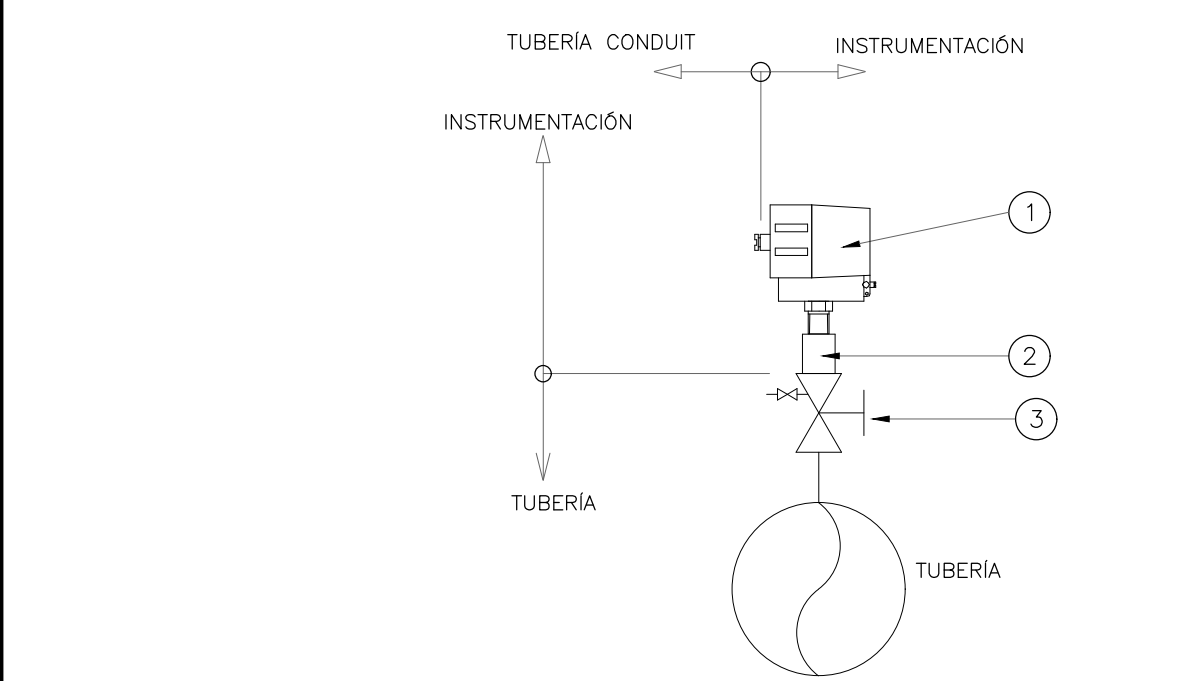 TUBERÍA CONDUIT
INSTRUMENTACIÓN
INSTRUMENTACIÓN
1
2
3
TUBERÍA
TUBERÍA